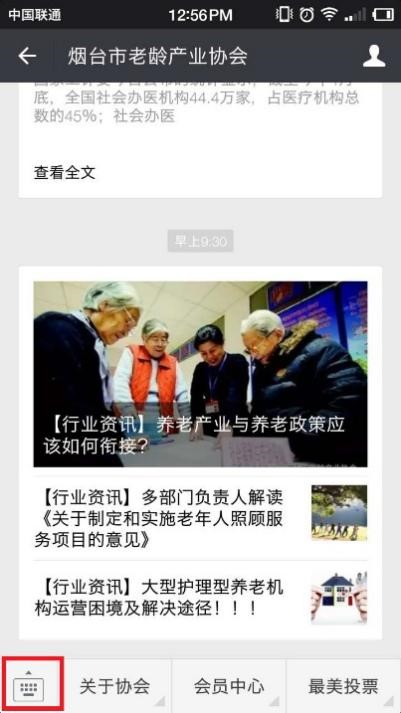 中国联通 12:56PM
烟台市老龄产业协会
底，全国社会办医机构44.4万家，占医疗机构总
数的45%；社会办医
查看全文
早上9:30
【行业资讯】养老产业与养老政策应
该如何衔接？
【行业资讯】多部门负责人解读
《关于制定和实施老年人照顾服
务项目的意见》
【行业资讯】大型护理型养老机
构运营困境及解决途径！！！
关于协会 会员中心 最美投票